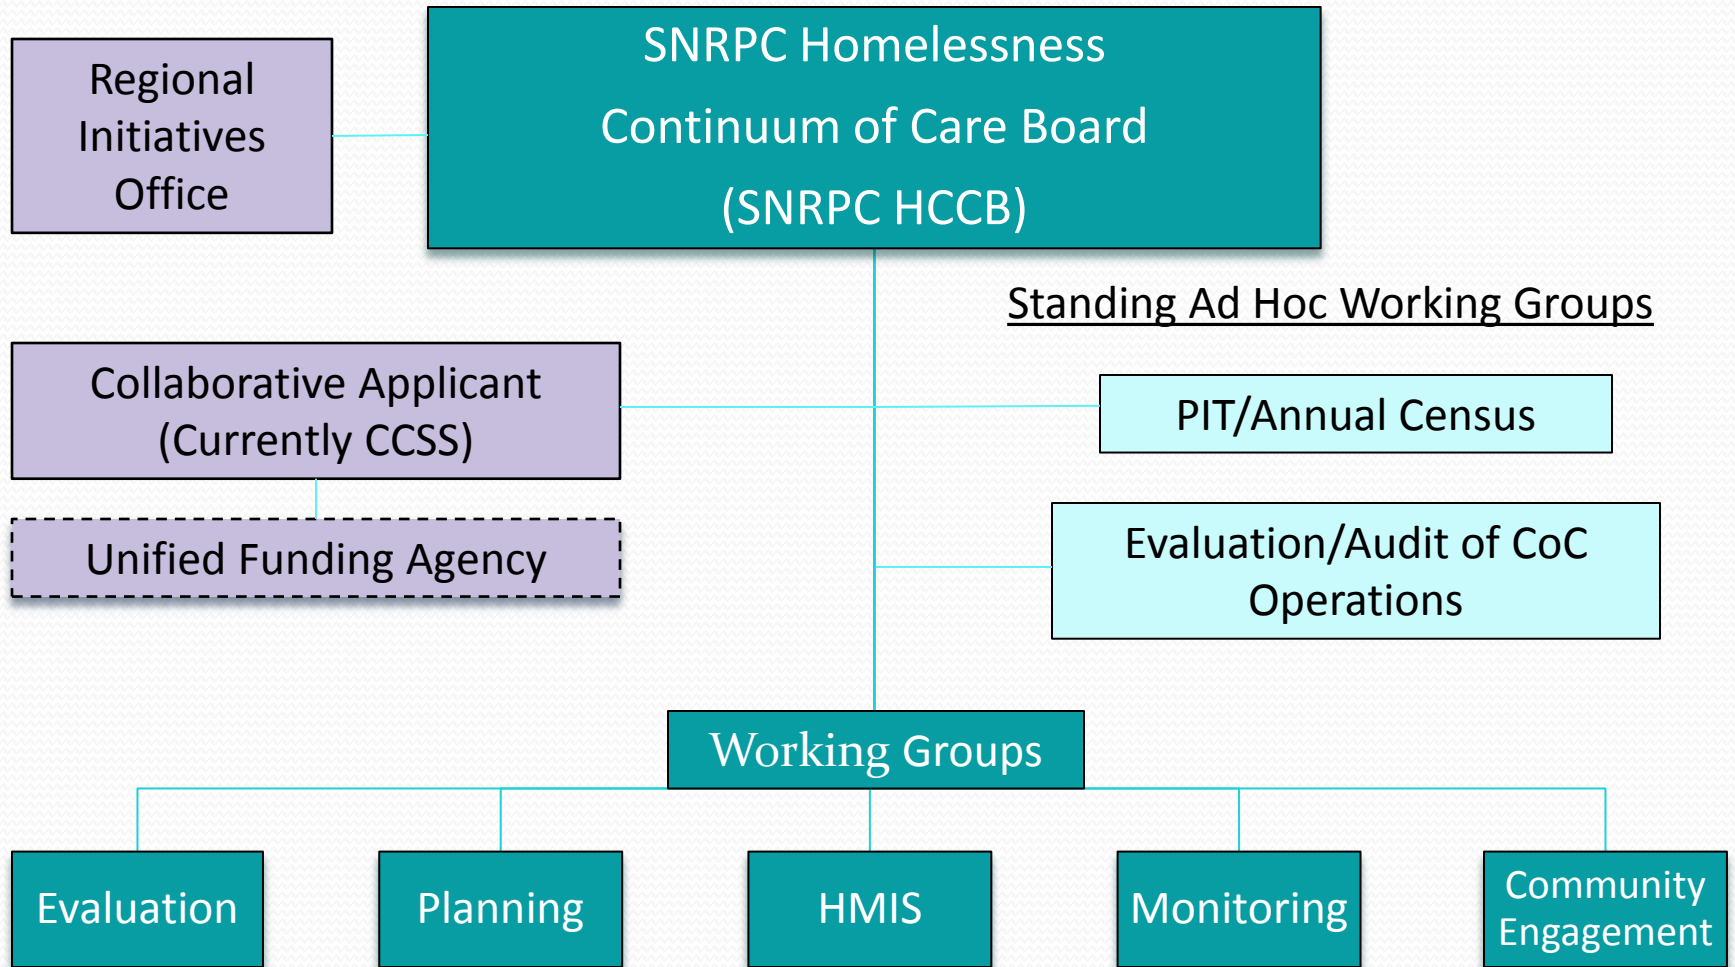 Regional
Initiatives
Office
SNRPC Homelessness
Continuum of Care Board
(SNRPC HCCB)
Standing Ad Hoc Working Groups
Collaborative Applicant
(Currently CCSS)
PIT/Annual Census
Unified Funding Agency
Evaluation/Audit of CoC
Operations
Working Groups
Evaluation
Planning
HMIS
Monitoring
Community
Engagement